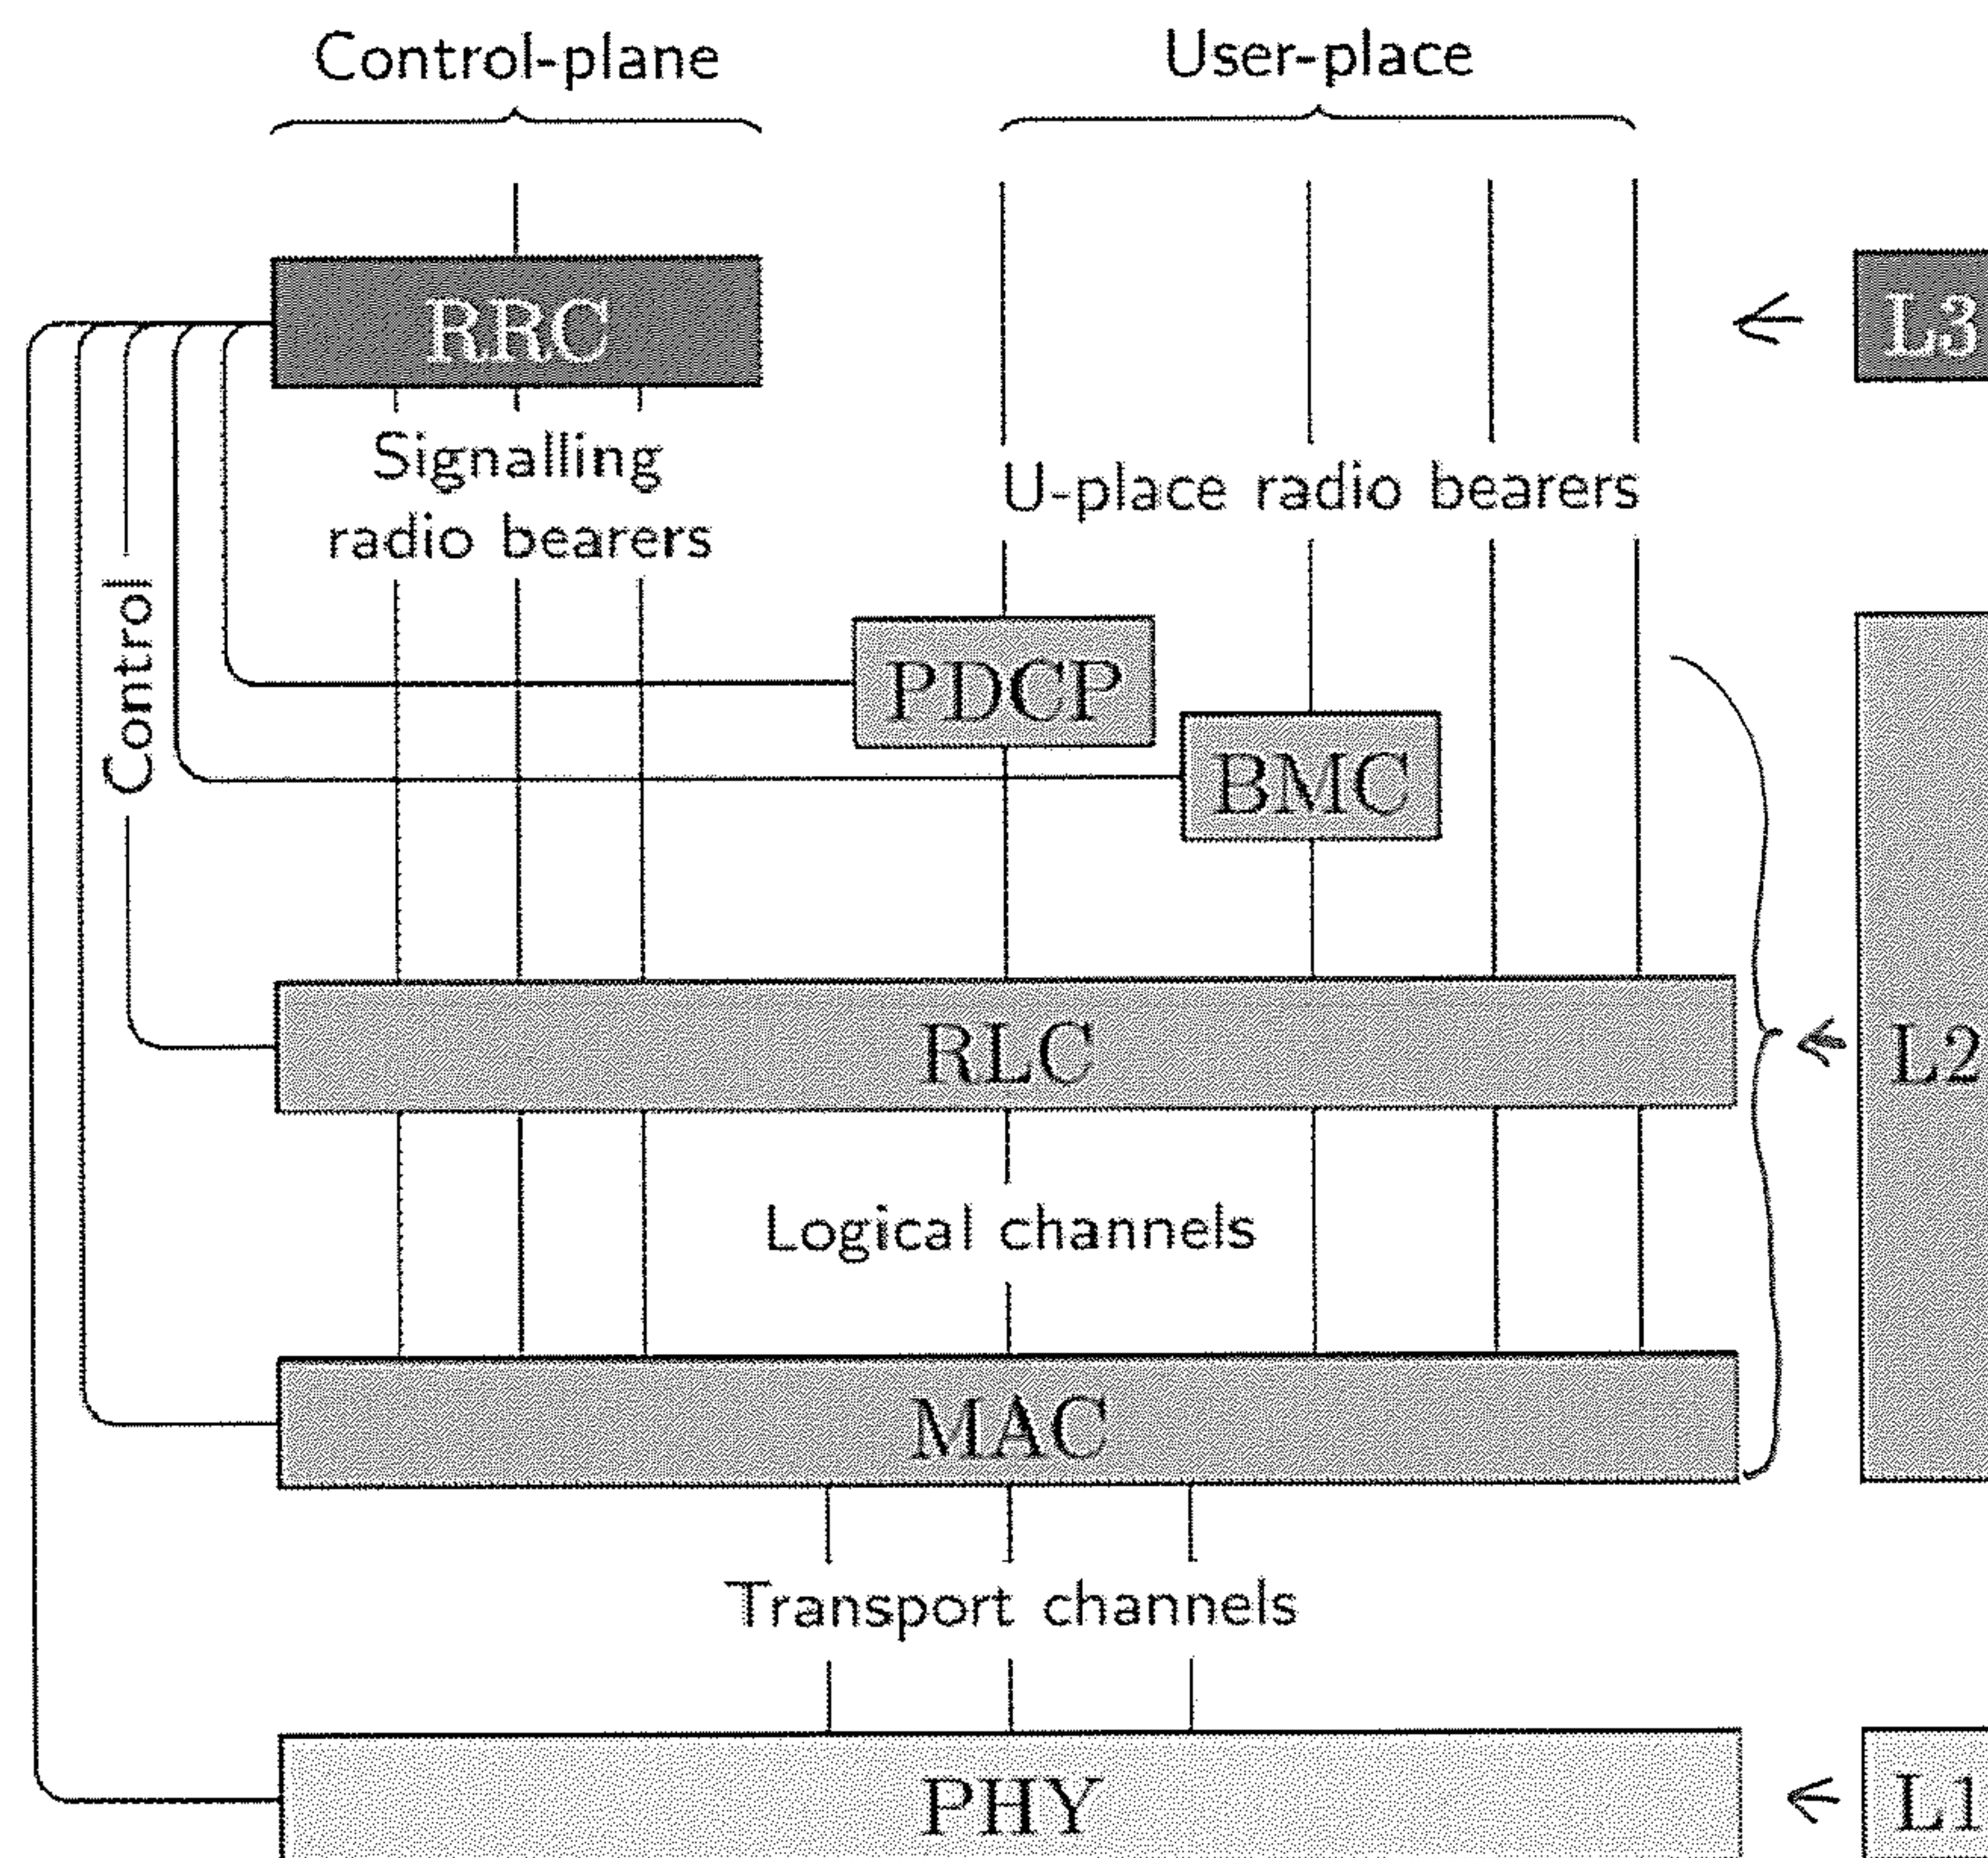 Control-plane
User-place
RRC
L3
Signalling
radio bearers
U-place radio bearers
Control
PDCP
BMC
RLC
L2
Logical channels
MAC
Transport channels
PHY
L1